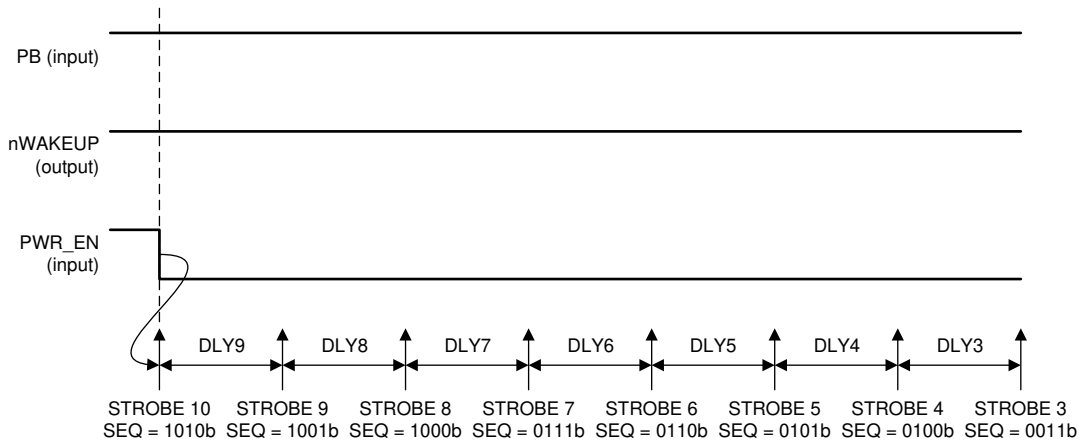 PB (input)
nWAKEUP
(output)
PWR_EN
(input)
DLY9 DLY8 DLY7 DLY6 DLY5 DLY4 DLY3
STROBE 10 STROBE 9 STROBE 8 STROBE 7 STROBE 6 STROBE 5 STROBE 4 STROBE 3
SEQ = 1010b SEQ = 1001b SEQ = 1000b SEQ = 0111b SEQ = 0110b SEQ = 0101b SEQ = 0100b SEQ = 0011b